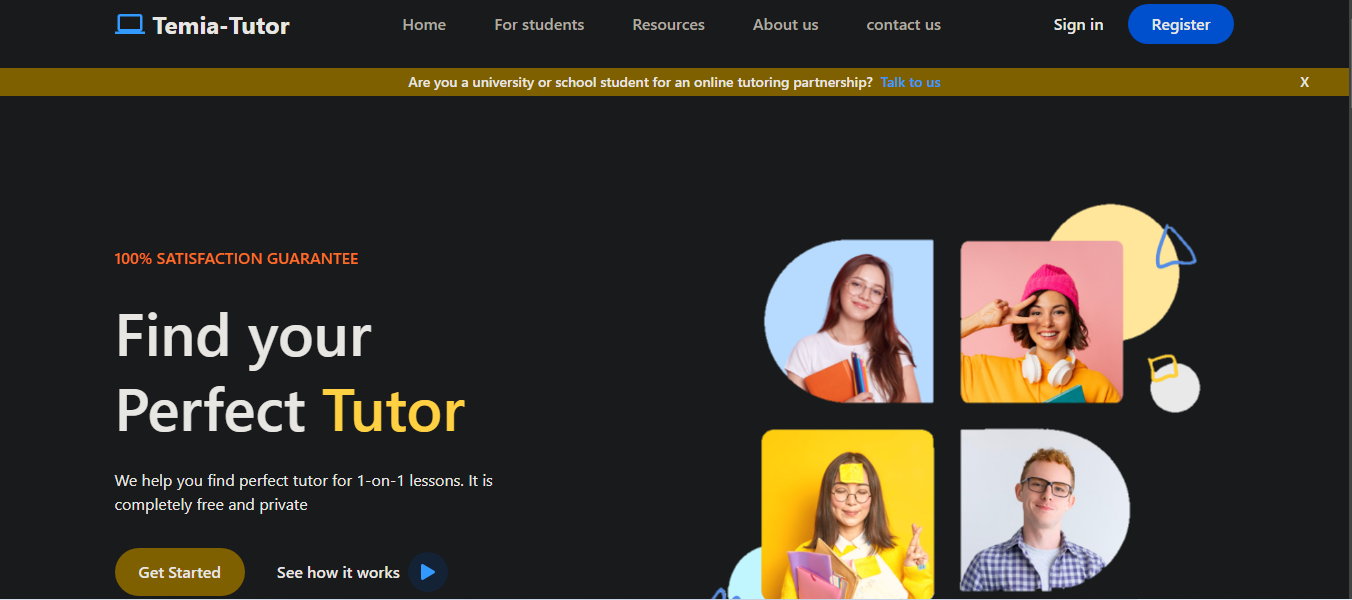 Temia-Tutor
Home
For students
Resources
About us
contact us
Sign in
Register
Are you a university or school student for an online tutoring partnership? Talk to us
X
100% SATISFACTION GUARANTEE
Find your
Perfect Tutor
We help you find perfect tutor for 1-on-1 lessons. It is
completely free and private
Get Started
See how it works